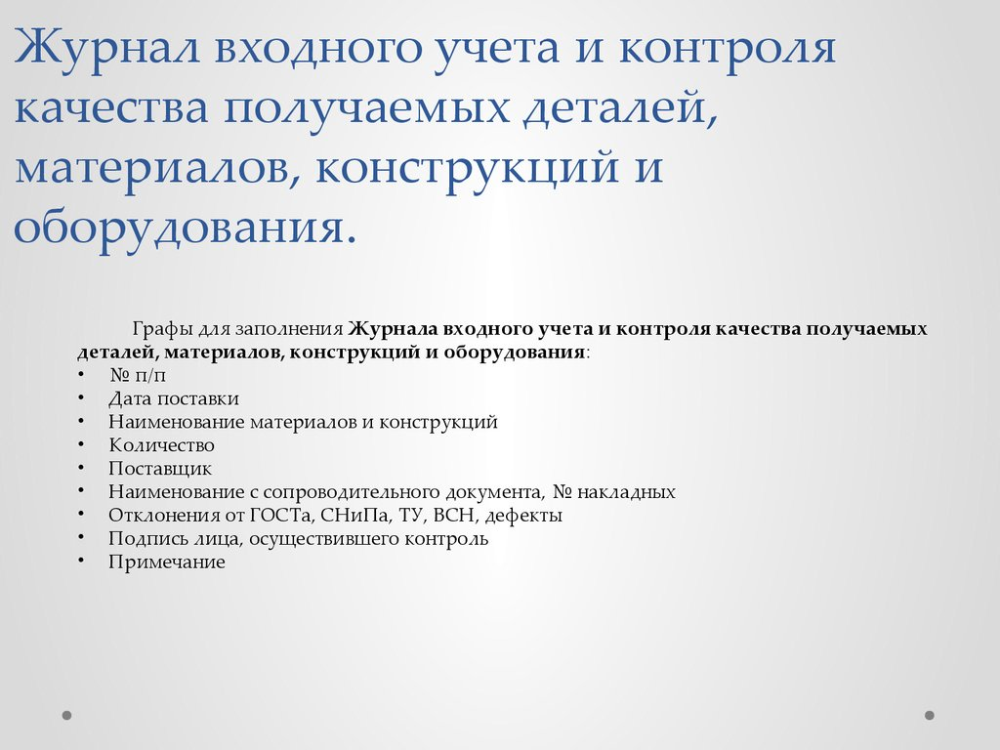 Журнал входного учета и контроля
качества получаемых деталей,
материалов, конструкций и
оборудования.
Графы для заполнения Журнала входного учета и контроля качества получаемых
деталей, материалов, конструкций и оборудования:
• № п/п
• Дата поставки
• Наименование материалов и конструкций
• Количество
• Поставщик
• Наименование с сопроводительного документа, № накладных
• Отклонения от ГОСТа, СНиПа, ТУ, ВСН, дефекты
• Подпись лица, осуществившего контроль
• Примечание